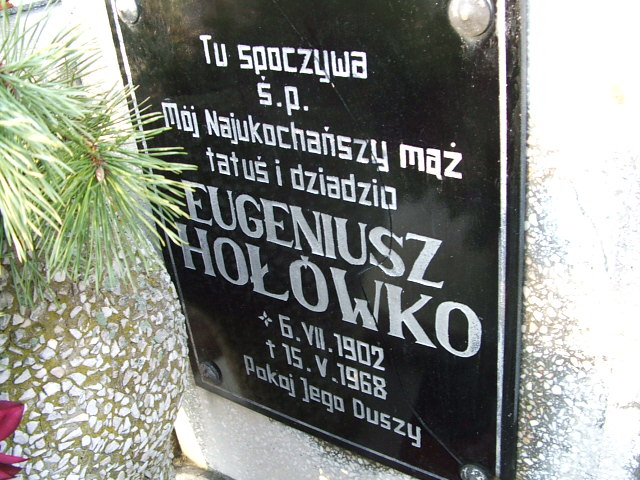 Tu spoczywa
ś.p.
Mój Najukochańszy mąż
tatuś i dziadzio
EUGENIUSZ
HOŁÓWKO
* 6.VII.1902
† 15.V.1968
Pokój Jego Duszy